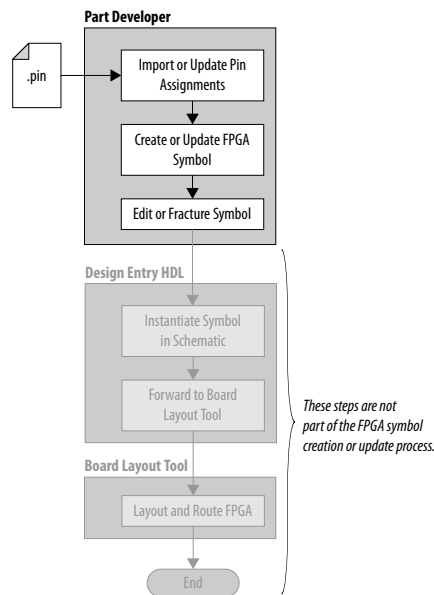 Part Developer
.pin
Import or Update Pin
Assignments
Create or Update FPGA
Symbol
Edit or Fracture Symbol
Design Entry HDL
Instantiate Symbol
in Schematic
Forward to Board
Layout Tool
These steps are not
part of the FPGA symbol
creation or update process.
Board Layout Tool
Layout and Route FPGA
End